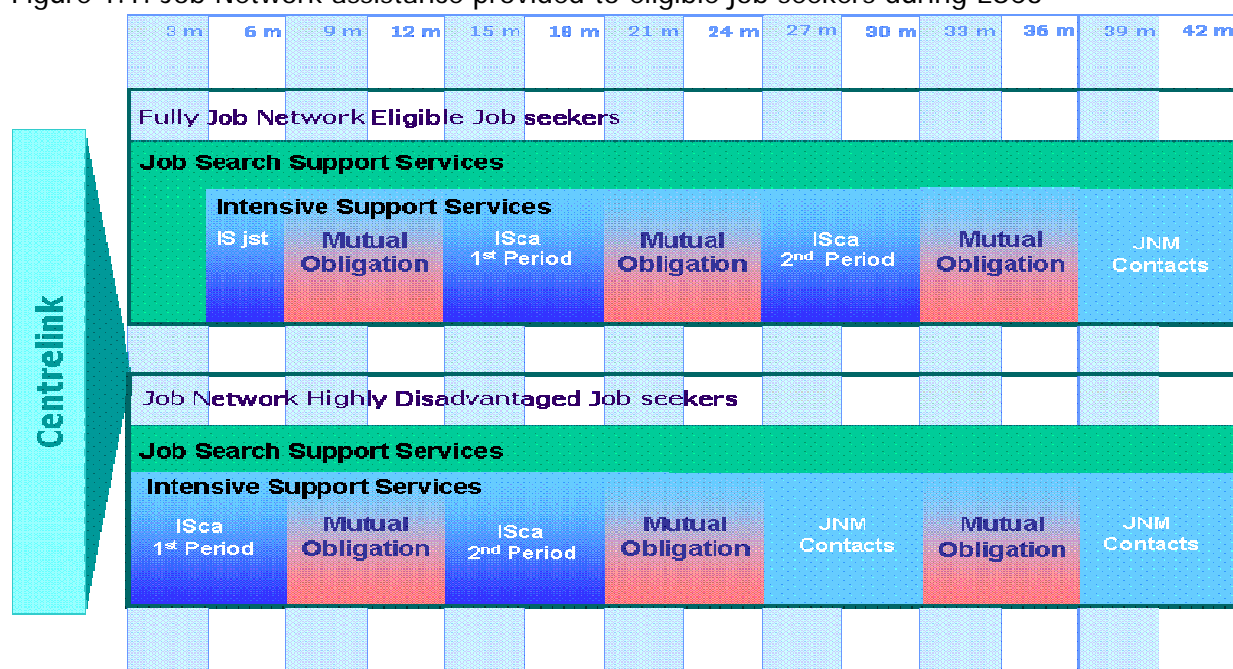 3 m 6 m 9 m 12 m 15 m 18 m 21 m 24 m 27 m 30 m 33 m 36 m 39 m 42 m
Fully Job Network Eligible Job seekers
Job Search Support Services
Intensive Support Services
IS jst
Mutual
Obligation
ISca
1st Period
Mutual
Obligation
ISca
2nd Period
Mutual
Obligation
JNM
Contacts
Centrelink
Job Network Highly Disadvantaged Job seekers
Job Search Support Services
Intensive Support Services
ISca
1st Period
Mutual
Obligation
ISca
2nd Period
Mutual
Obligation
JNM
Contacts
Mutual
Obligation
JNM
Contacts